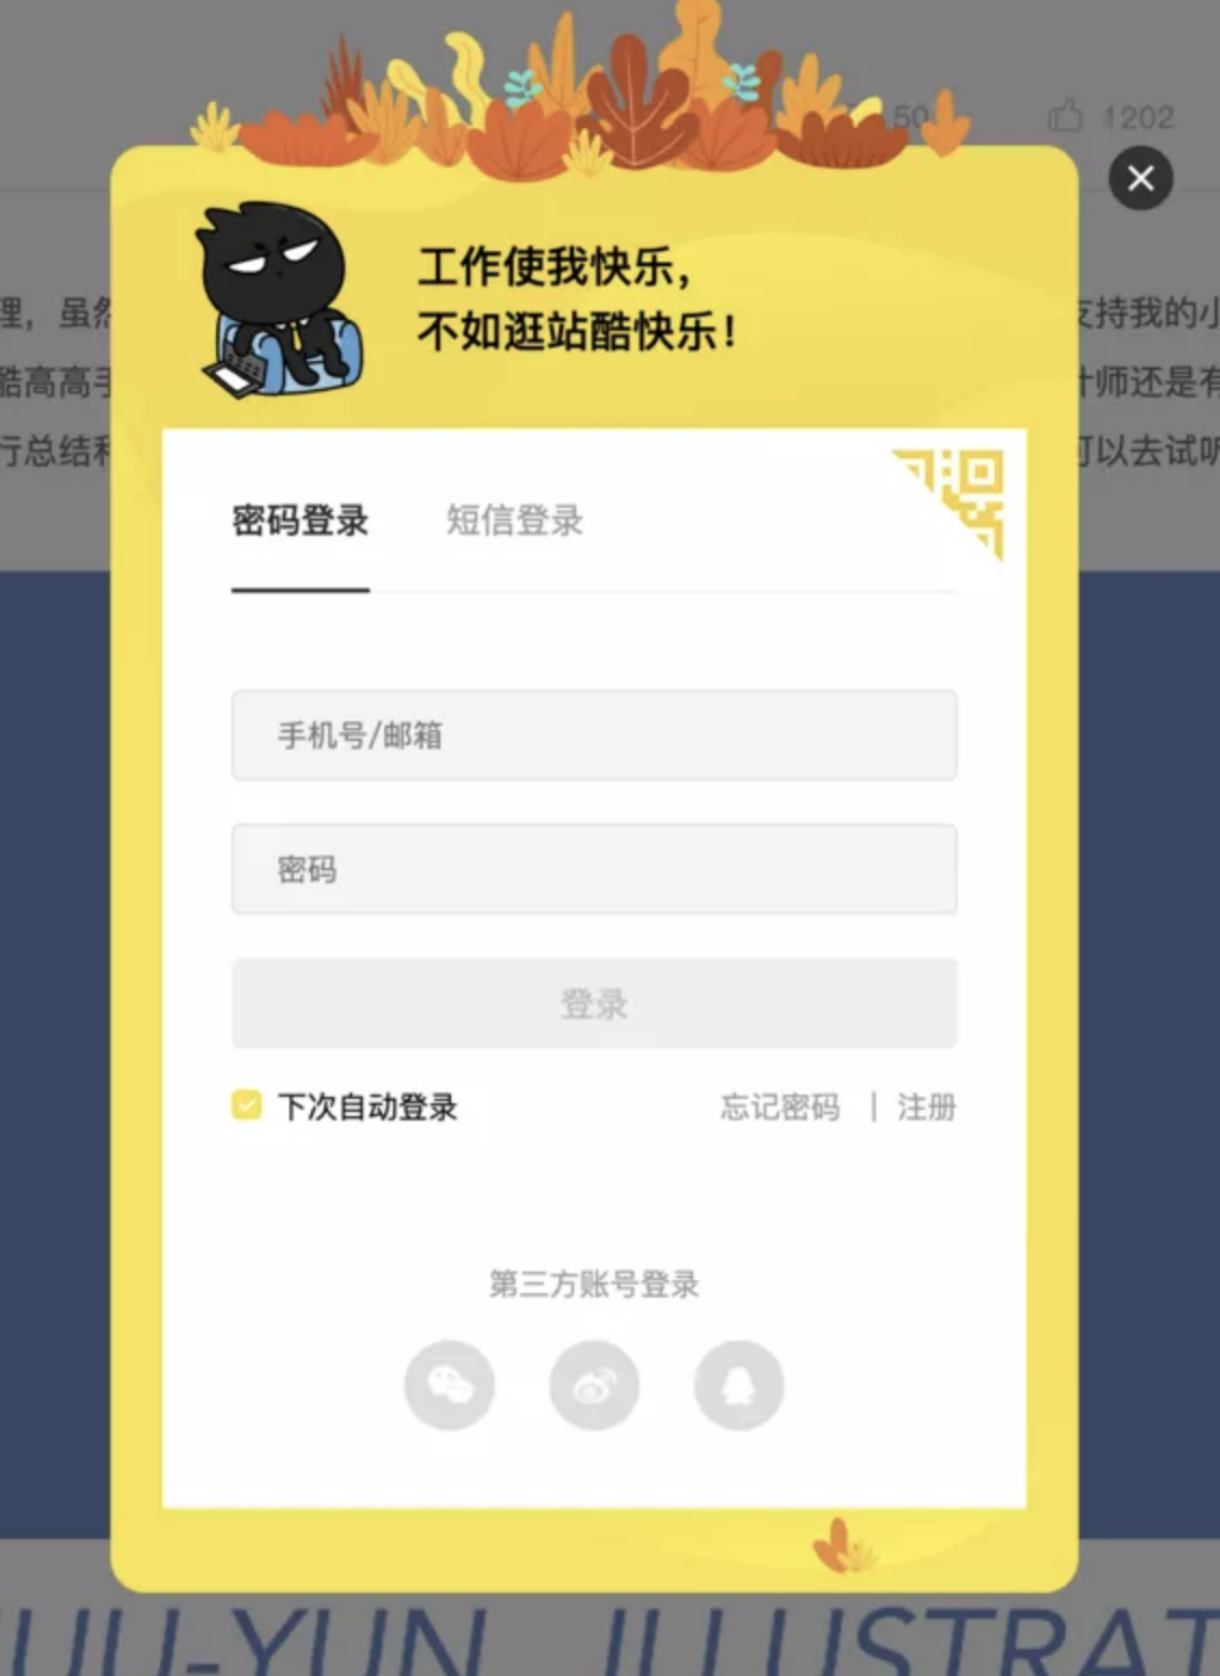 50
1202
工作使我快乐，
不如逛站酷快乐！
理，虽然
支持我的小
酷高高手
计师还是有
行总结和
可以去试听
密码登录
短信登录
手机号/邮箱
密码
登录
下次自动登录
忘记密码 | 注册
第三方账号登录
UU-YUN ILLUSTRAT